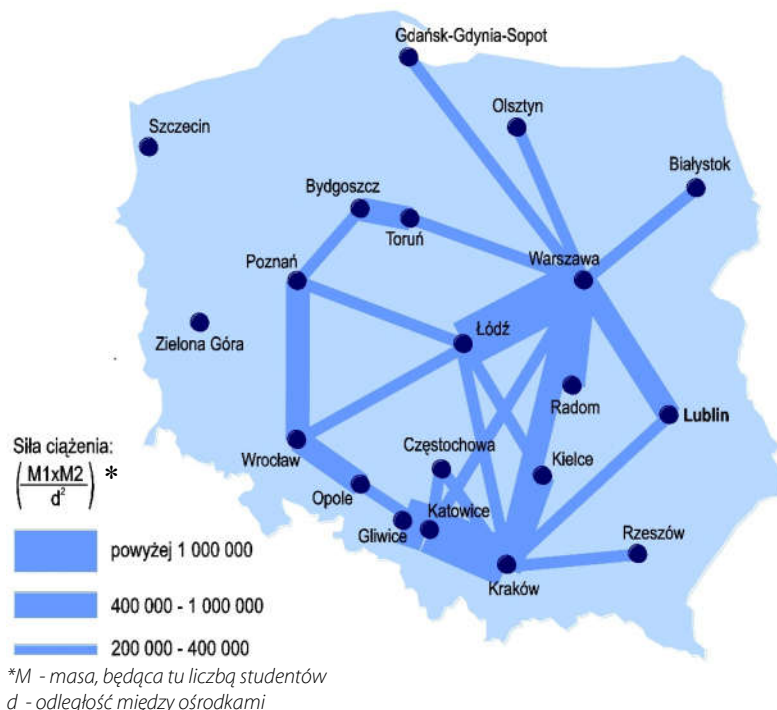 Gdańsk-Gdynia-Sopot
Olsztyn
Szczecin
Białystok
Bydgoszcz
Toruń
Warszawa
Poznań
Łódź
Zielona Góra
Radom
Lublin
Siła ciążenia:
(M1xM2/d²) *
Wrocław
Częstochowa
Kielce
Opole
Katowice
Gliwice
Rzeszów
Kraków
powyżej 1 000 000
400 000 - 1 000 000
200 000 - 400 000
*M - masa, będąca tu liczbą studentów
d - odległość między ośrodkami